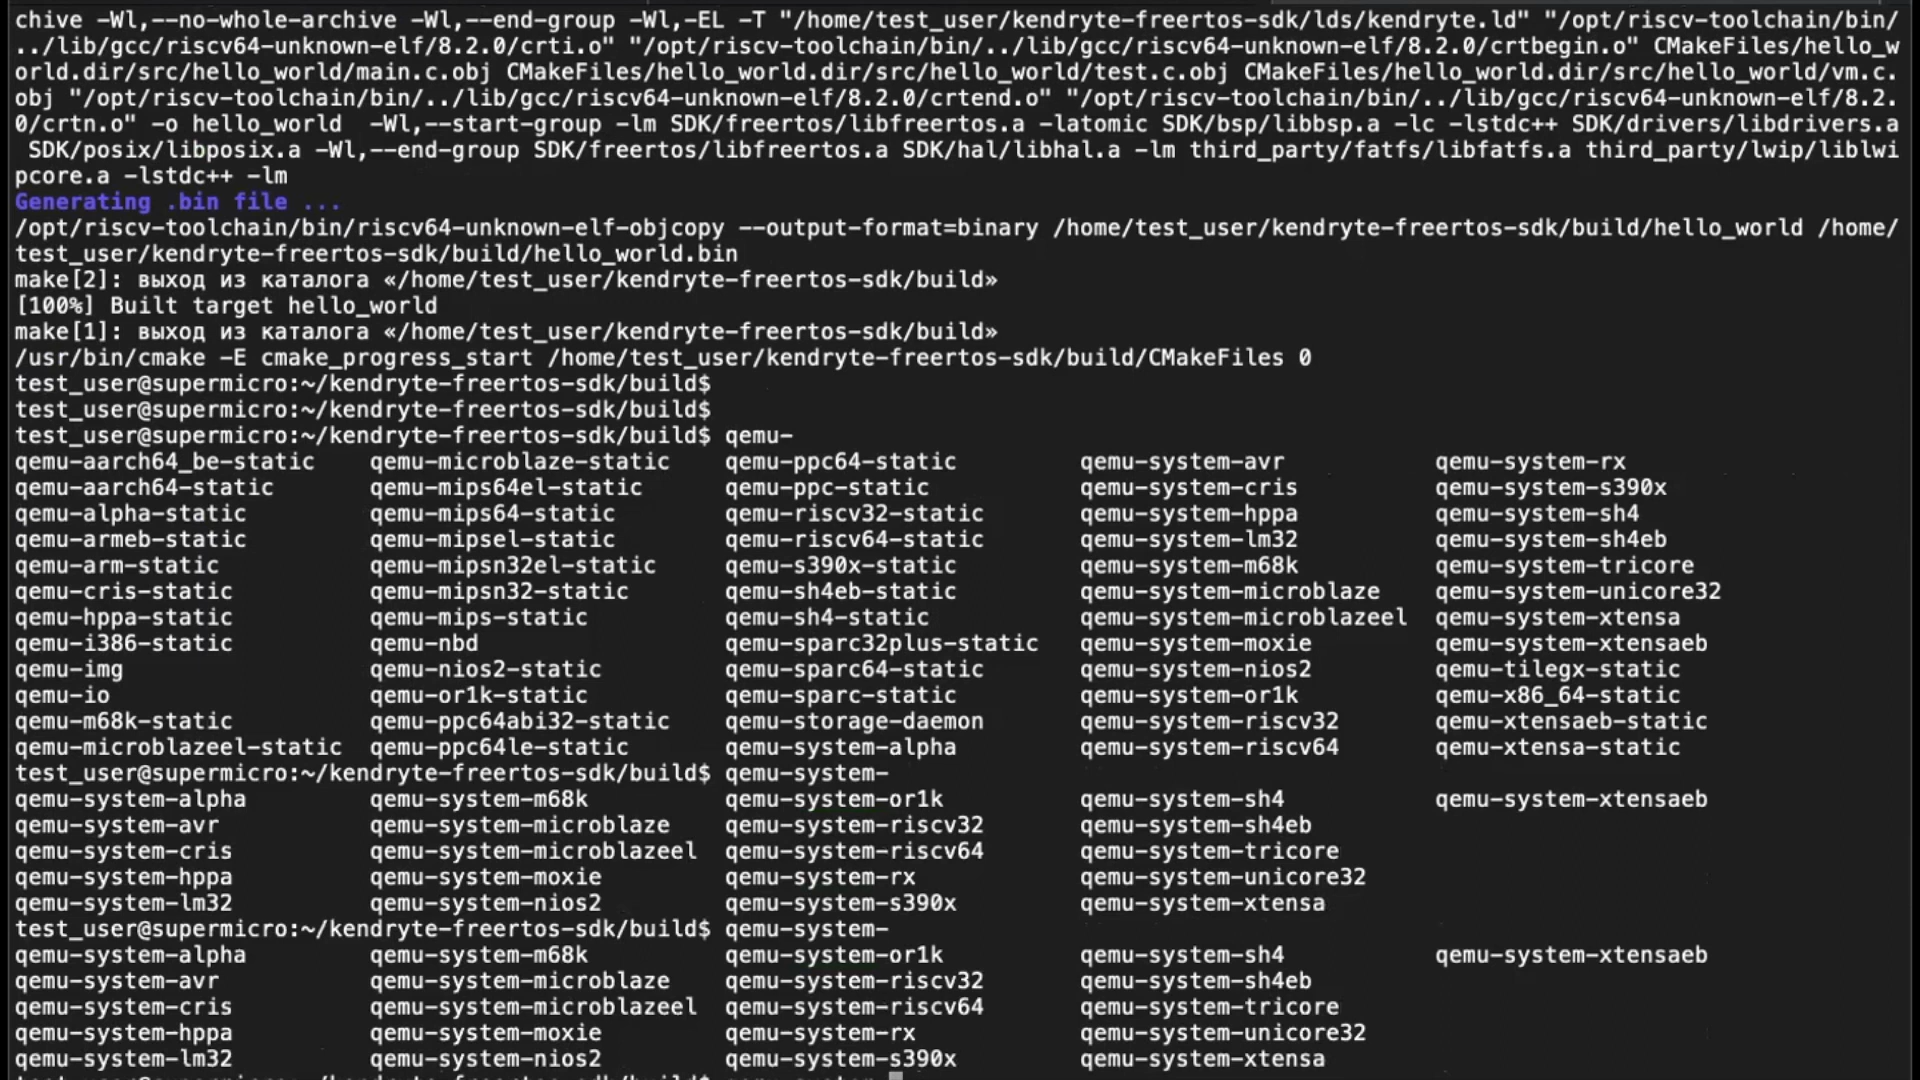 chive -Wl,--no-whole-archive -Wl,--end-group -Wl,-EL -T "/home/test_user/kendryte-freertos-sdk/lds/kendryte.ld" "/opt/riscv-toolchain/bin/
../lib/gcc/riscv64-unknown-elf/8.2.0/crti.o" "/opt/riscv-toolchain/bin/../lib/gcc/riscv64-unknown-elf/8.2.0/crtbegin.o" CMakeFiles/hello_w
orld.dir/src/hello_world/main.c.obj CMakeFiles/hello_world.dir/src/hello_world/test.c.obj CMakeFiles/hello_world.dir/src/hello_world/vm.c.
obj "/opt/riscv-toolchain/bin/../lib/gcc/riscv64-unknown-elf/8.2.0/crtend.o" "/opt/riscv-toolchain/bin/../lib/gcc/riscv64-unknown-elf/8.2.
0/crtn.o" -o hello_world  -Wl,--start-group -lm SDK/freertos/libfreertos.a -latomic SDK/bsp/libbsp.a -lc -lstdc++ SDK/drivers/libdrivers.a
 SDK/posix/libposix.a -Wl,--end-group SDK/freertos/libfreertos.a SDK/hal/libhal.a -lm third_party/fatfs/libfatfs.a third_party/lwip/liblwi
pcore.a -lstdc++ -lm
Generating .bin file ...
/opt/riscv-toolchain/bin/riscv64-unknown-elf-objcopy --output-format=binary /home/test_user/kendryte-freertos-sdk/build/hello_world /home/
test_user/kendryte-freertos-sdk/build/hello_world.bin
make[2]: выход из каталога «/home/test_user/kendryte-freertos-sdk/build»
[100%] Built target hello_world
make[1]: выход из каталога «/home/test_user/kendryte-freertos-sdk/build»
/usr/bin/cmake -E cmake_progress_start /home/test_user/kendryte-freertos-sdk/build/CMakeFiles 0
test_user@supermicro:~/kendryte-freertos-sdk/build$
test_user@supermicro:~/kendryte-freertos-sdk/build$
test_user@supermicro:~/kendryte-freertos-sdk/build$ qemu-
qemu-aarch64_be-static    qemu-microblaze-static    qemu-ppc64-static         qemu-system-avr           qemu-system-rx
qemu-aarch64-static       qemu-mips64el-static      qemu-ppc-static           qemu-system-cris          qemu-system-s390x
qemu-alpha-static         qemu-mips64-static        qemu-riscv32-static       qemu-system-hppa          qemu-system-sh4
qemu-armeb-static         qemu-mipsel-static        qemu-riscv64-static       qemu-system-lm32          qemu-system-sh4eb
qemu-arm-static           qemu-mipsn32el-static     qemu-s390x-static         qemu-system-m68k          qemu-system-tricore
qemu-cris-static          qemu-mipsn32-static       qemu-sh4eb-static         qemu-system-microblaze    qemu-system-unicore32
qemu-hppa-static          qemu-mips-static          qemu-sh4-static           qemu-system-microblazeel  qemu-system-xtensa
qemu-i386-static          qemu-nbd                  qemu-sparc32plus-static   qemu-system-moxie         qemu-system-xtensaeb
qemu-img                  qemu-nios2-static         qemu-sparc64-static       qemu-system-nios2         qemu-tilegx-static
qemu-io                   qemu-or1k-static          qemu-sparc-static         qemu-system-or1k          qemu-x86_64-static
qemu-m68k-static          qemu-ppc64abi32-static    qemu-storage-daemon       qemu-system-riscv32       qemu-xtensaeb-static
qemu-microblazeel-static  qemu-ppc64le-static       qemu-system-alpha         qemu-system-riscv64       qemu-xtensa-static
test_user@supermicro:~/kendryte-freertos-sdk/build$ qemu-system-
qemu-system-alpha         qemu-system-m68k          qemu-system-or1k          qemu-system-sh4           qemu-system-xtensaeb
qemu-system-avr           qemu-system-microblaze    qemu-system-riscv32       qemu-system-sh4eb
qemu-system-cris          qemu-system-microblazeel  qemu-system-riscv64       qemu-system-tricore
qemu-system-hppa          qemu-system-moxie         qemu-system-rx            qemu-system-unicore32
qemu-system-lm32          qemu-system-nios2         qemu-system-s390x         qemu-system-xtensa
test_user@supermicro:~/kendryte-freertos-sdk/build$ qemu-system-
qemu-system-alpha         qemu-system-m68k          qemu-system-or1k          qemu-system-sh4           qemu-system-xtensaeb
qemu-system-avr           qemu-system-microblaze    qemu-system-riscv32       qemu-system-sh4eb
qemu-system-cris          qemu-system-microblazeel  qemu-system-riscv64       qemu-system-tricore
qemu-system-hppa          qemu-system-moxie         qemu-system-rx            qemu-system-unicore32
qemu-system-lm32          qemu-system-nios2         qemu-system-s390x         qemu-system-xtensa